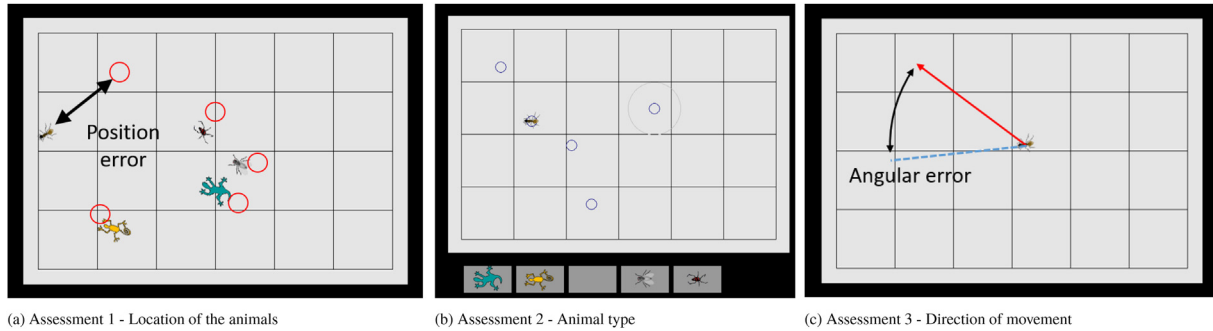 Position
error
Angular error
(a) Assessment 1 - Location of the animals
(b) Assessment 2 - Animal type
(c) Assessment 3 - Direction of movement